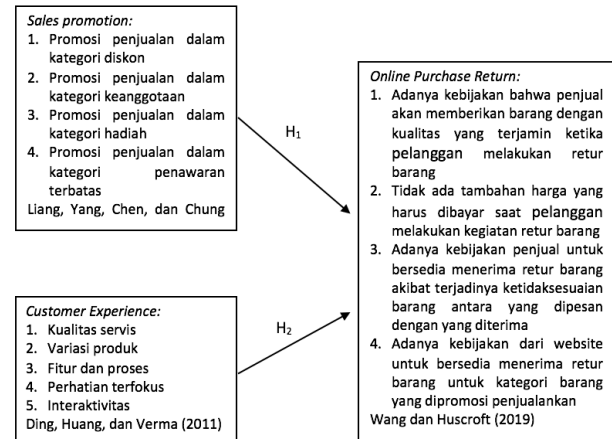 Sales promotion:
1. Promosi penjualan dalam
kategori diskon
2. Promosi penjualan dalam
kategori keanggotaan
3. Promosi penjualan dalam
kategori hadiah
4. Promosi penjualan dalam
kategori penawaran
terbatas
Liang, Yang, Chen, dan Chung
H1
Customer Experience:
1. Kualitas servis
2. Variasi produk
3. Fitur dan proses
4. Perhatian terfokus
5. Interaktivitas
Ding, Huang, dan Verma (2011)
H2
Online Purchase Return:
1. Adanya kebijakan bahwa penjual
akan memberikan barang dengan
kualitas yang terjamin ketika
pelanggan melakukan retur
barang
2. Tidak ada tambahan harga yang
harus dibayar saat pelanggan
melakukan kegiatan retur barang
3. Adanya kebijakan penjual untuk
bersedia menerima retur barang
akibat terjadinya ketidaksesuaian
barang antara yang dipesan
dengan yang diterima
4. Adanya kebijakan dari website
untuk bersedia menerima retur
barang untuk kategori barang
yang dipromosi penjualankan
Wang dan Huscroft (2019)